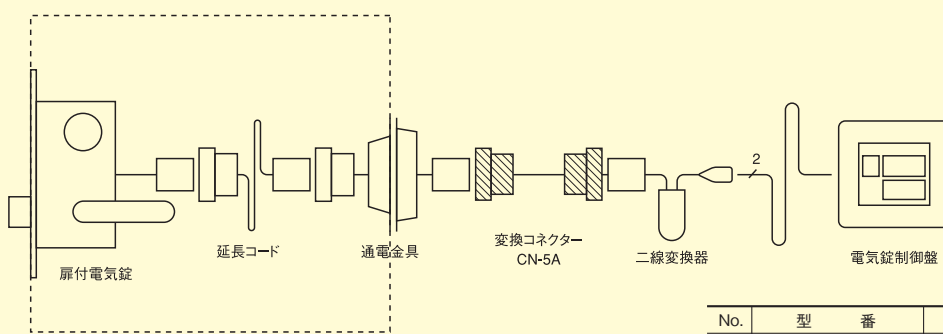 2
延長コード
通電金具
変換コネクター
CN-5A
二線変換器
電気錠制御盤
扉付電気錠
No. 型 番